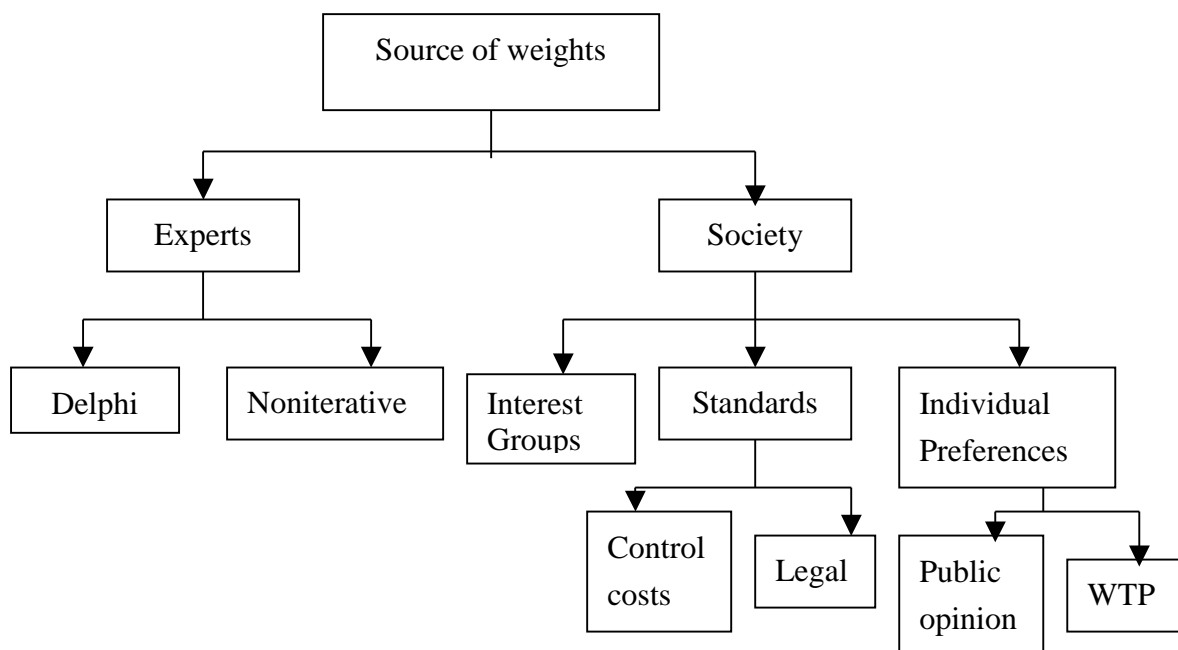 Source of weights
Experts
Society
Delphi
Noniterative
Interest
Groups
Standards
Individual
Preferences
Control
costs
Legal
Public
opinion
WTP